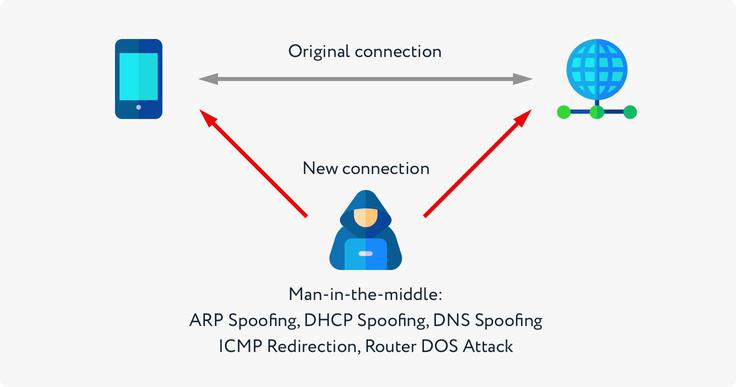 Original connection
New connection
Man-in-the-middle:
ARP Spoofing, DHCP Spoofing, DNS Spoofing
ICMP Redirection, Router DOS Attack